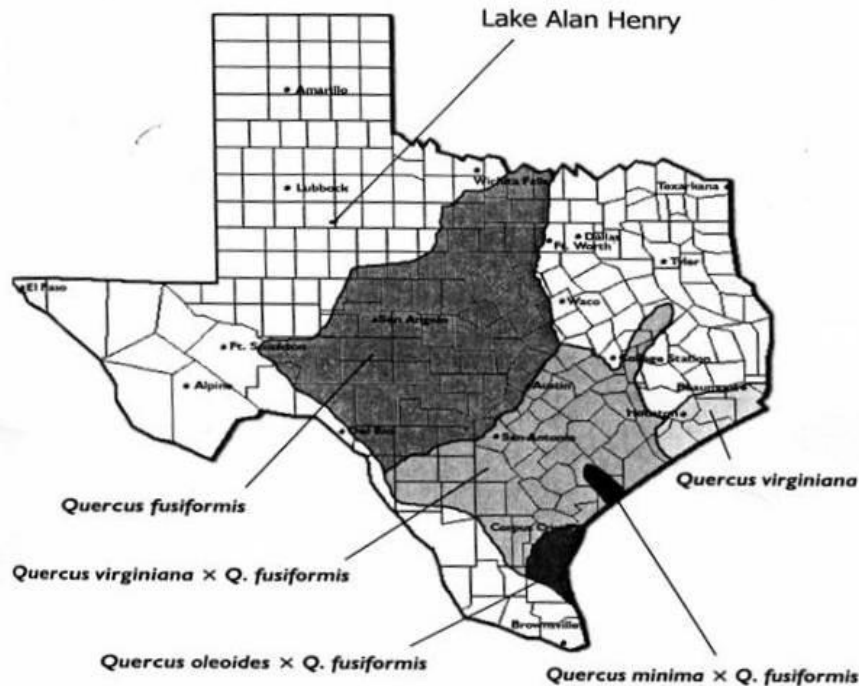 Lake Alan Henry
Amarillo
Lubbock
Wichita Falls
Texarkana
Dallas
Ft. Worth
Tyler
El Paso
Waco
San Angelo
Ft. Stockton
College Station
Alpine
Austin
Beaumont
Houston
Del Rio
San Antonio
Quercus virginiana
Quercus fusiformis
Corpus
Quercus virginiana × Q. fusiformis
Brownsville
Quercus oleoides × Q. fusiformis
Quercus minima × Q. fusiformis